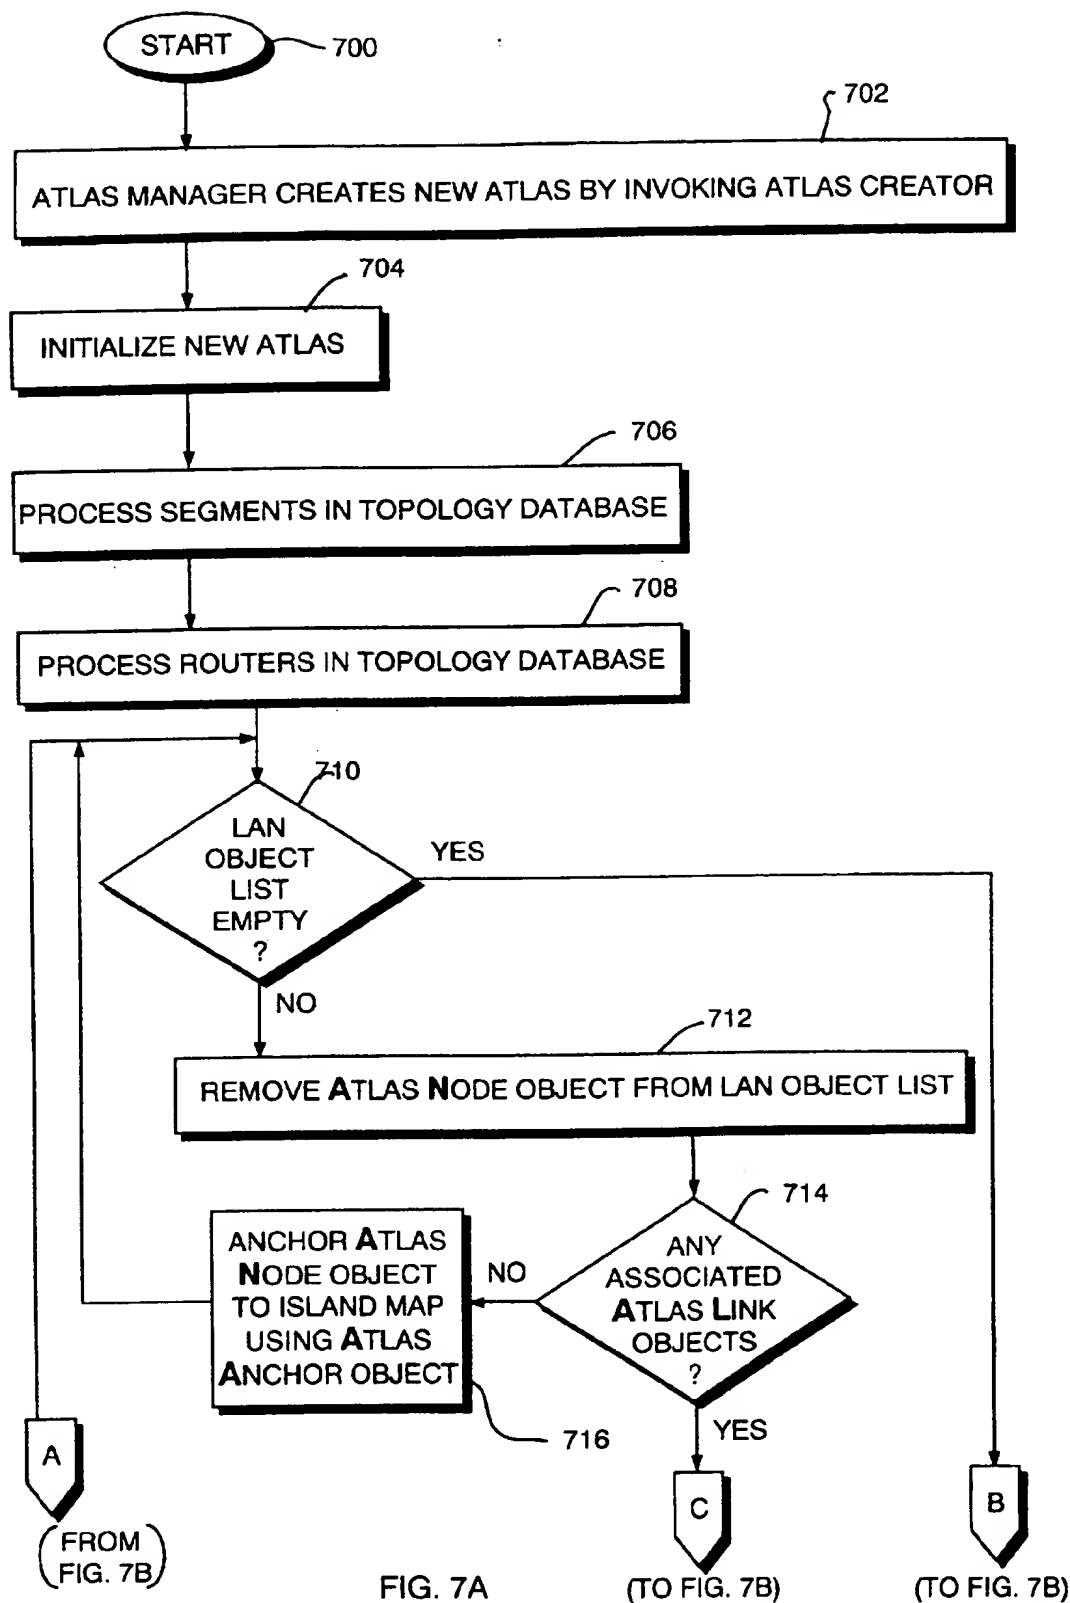 START
700
702
ATLAS MANAGER CREATES NEW ATLAS BY INVOKING ATLAS CREATOR
704
INITIALIZE NEW ATLAS
706
PROCESS SEGMENTS IN TOPOLOGY DATABASE
708
PROCESS ROUTERS IN TOPOLOGY DATABASE
710
LAN
OBJECT
LIST
EMPTY
?
YES
NO
712
REMOVE ATLAS NODE OBJECT FROM LAN OBJECT LIST
714
ANY
ASSOCIATED
ATLAS LINK
OBJECTS
?
NO
ANCHOR ATLAS
NODE OBJECT
TO ISLAND MAP
USING ATLAS
ANCHOR OBJECT
716
YES
A
(FROM
FIG. 7B)
C
(TO FIG. 7B)
B
(TO FIG. 7B)
FIG. 7A